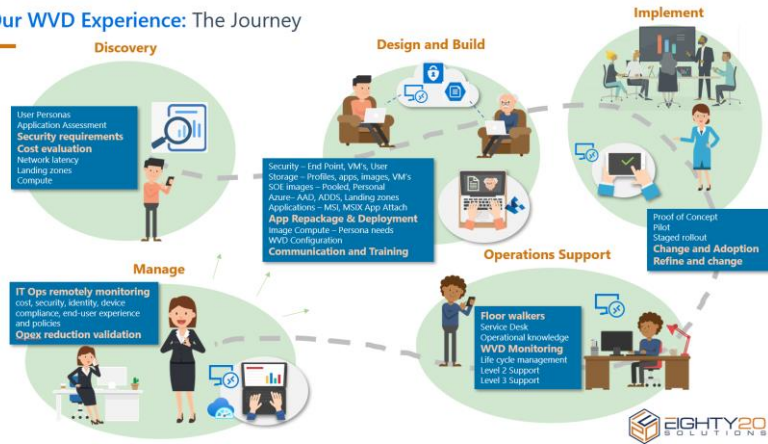 Our WVD Experience: The Journey
Discovery
User Personas
Application Assessment
Security requirements
Cost evaluation
Network latency
Landing zones
Compute
Design and Build
Security – End Point, VM's, User
Storage – Profiles, apps, images, VM's
SOE images – Pooled, Personal
Azure– AAD, ADDS, Landing zones
Applications – MSI, MSIX App Attach
App Repackage & Deployment
Image Compute – Persona needs
WVD Configuration
Communication and Training
Implement
Proof of Concept
Pilot
Staged rollout
Change and Adoption
Refine and change
Manage
IT Ops remotely monitoring
cost, security, identity, device
compliance, end-user experience
and policies
Opex reduction validation
Operations Support
Floor walkers
Service Desk
Operational knowledge
WVD Monitoring
Life cycle management
Level 2 Support
Level 3 Support
EIGHTY20
SOLUTIONS